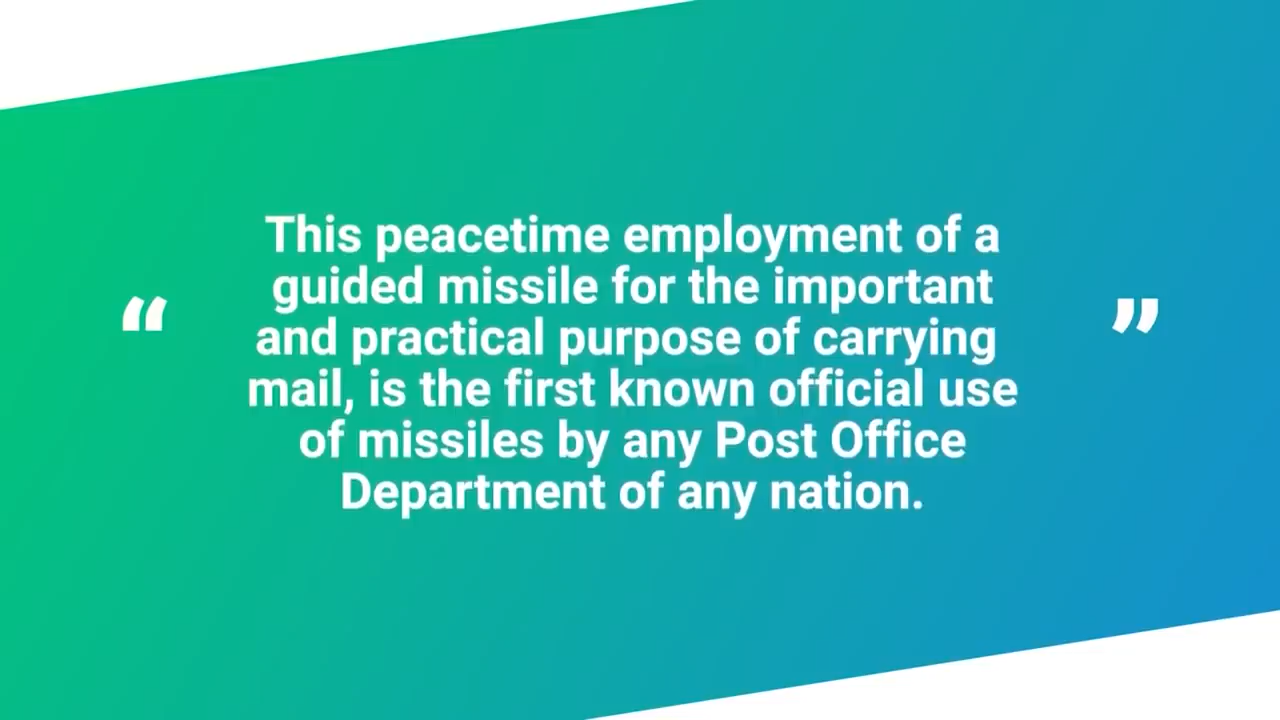 This peacetime employment of a
guided missile for the important
“ and practical purpose of carrying ”
mail, is the first known official use
of missiles by any Post Office
Department of any nation.